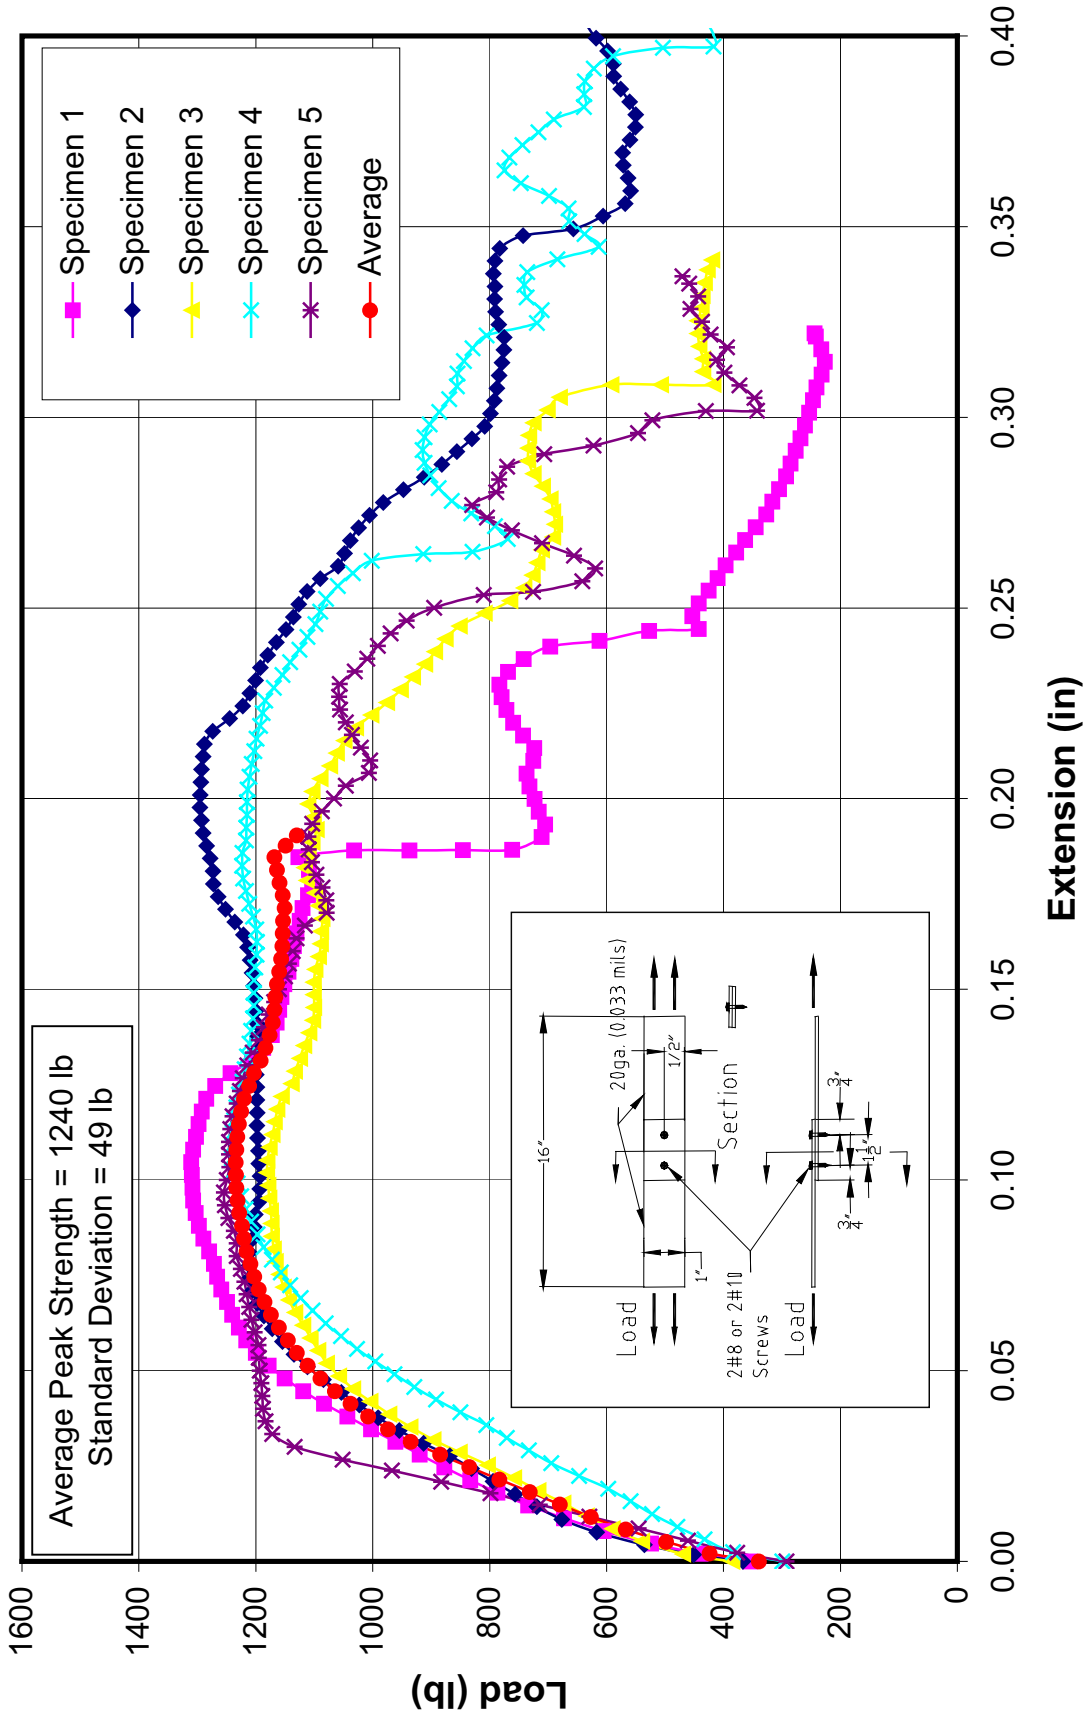 Average Peak Strength = 1240 lb
Standard Deviation = 49 lb
Specimen 1
Specimen 2
Specimen 3
Specimen 4
Specimen 5
Average
1600
1400
1200
1000
800
600
400
200
0
Load (lb)
0.00
0.05
0.10
0.15
0.20
0.25
0.30
0.35
0.40
Extension (in)
Load
16"
20ga. (0.033 mils)
1"
1/2"
Section
2#8 or 2#10
Screws
Load
3/4"
1 1/2"
3/4"